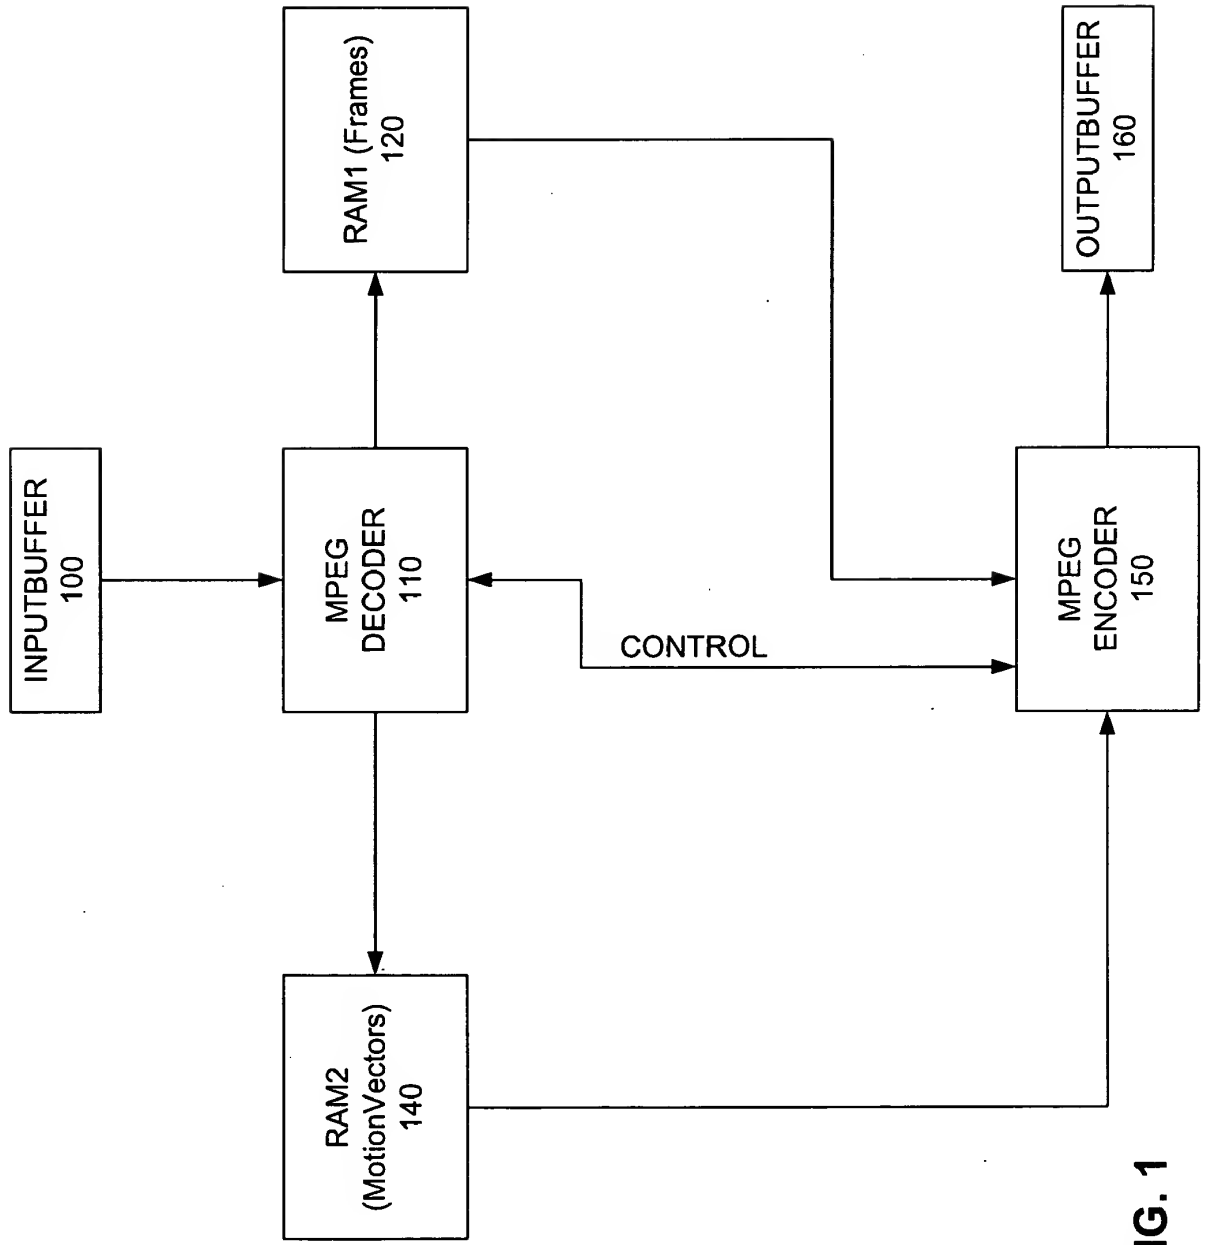 INPUTBUFFER
100
MPEG
DECODER
110
RAM1 (Frames)
120
RAM2
(MotionVectors)
140
CONTROL
MPEG
ENCODER
150
OUTPUTBUFFER
160
IG. 1